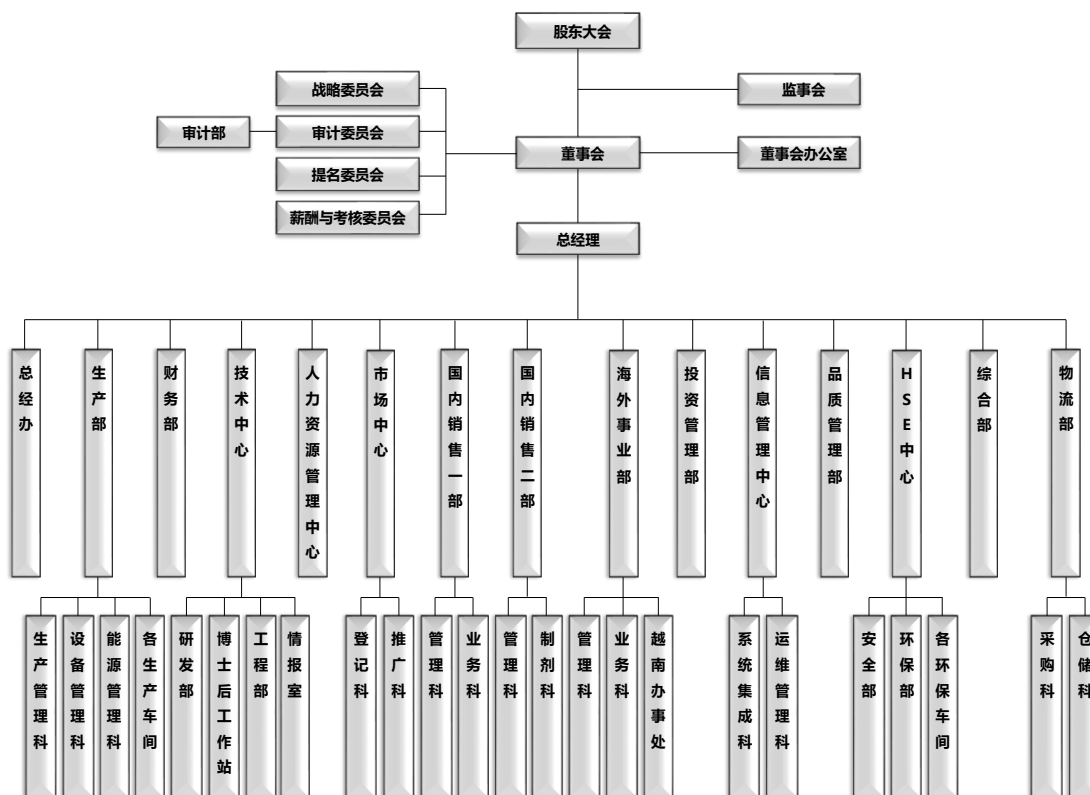 股东大会
战略委员会
监事会
审计部
审计委员会
董事会
董事会办公室
提名委员会
薪酬与考核委员会
总经理
总经办
生产部
财务部
技术中心
人力资源管理中心
市场中心
国内销售一部
国内销售二部
海外事业部
投资管理部
信息管理中心
品质管理部
HSE中心
综合部
物流部
生产管理科
设备管理科
能源管理科
各生产车间
研发部
博士后工作站
工程部
情报室
登记科
推广科
管理科
业务科
管理科
制剂科
管理科
业务科
越南办事处
系统集成科
运维管理科
安全部
环保部
各环保车间
采购科
仓储科